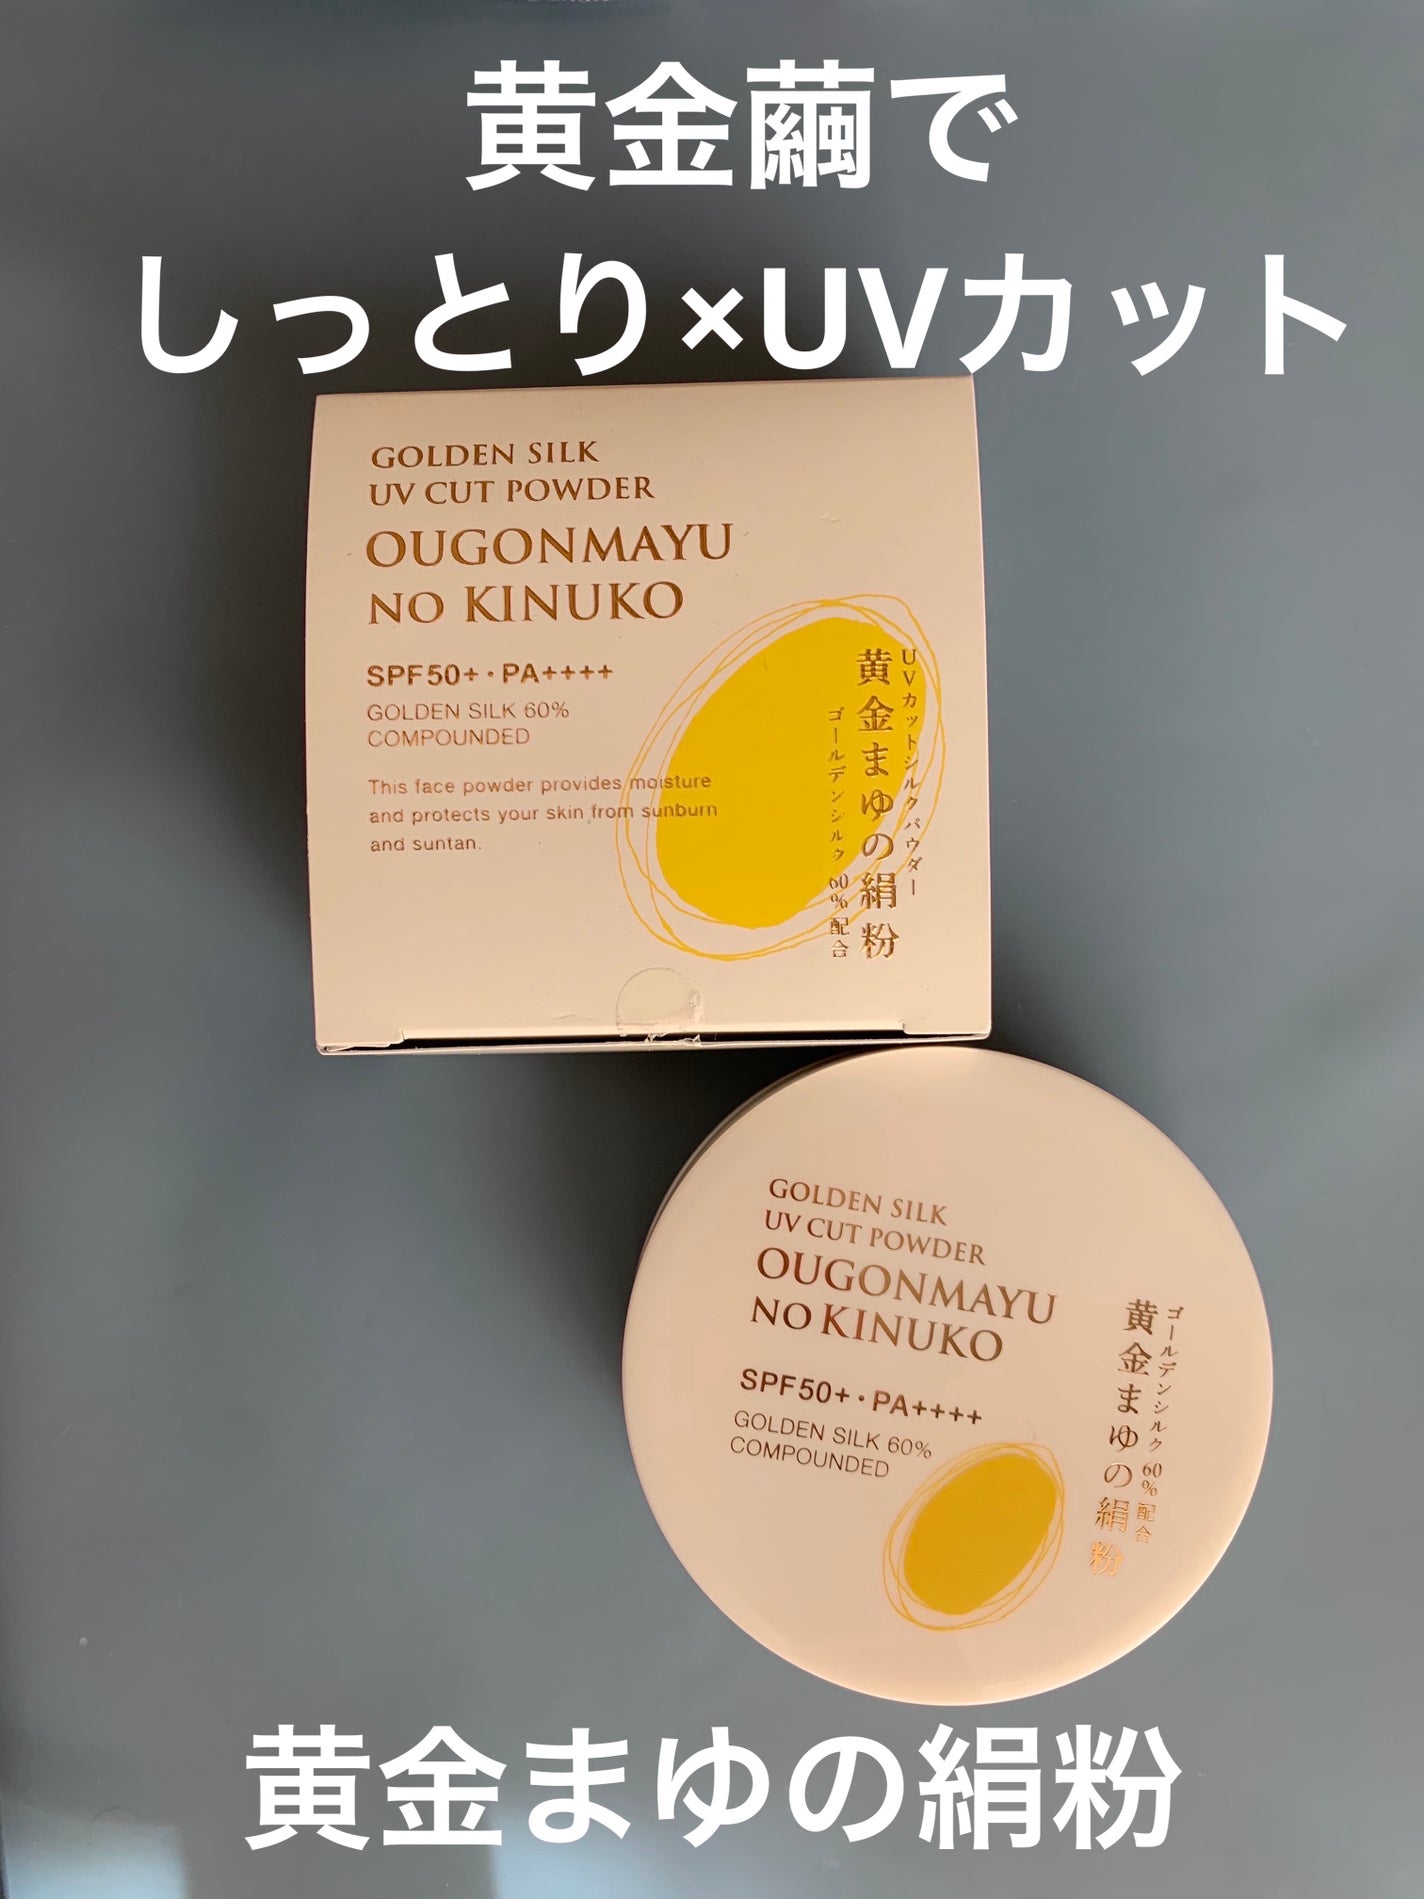 黄金繭で
しっとり×UVカット
GOLDEN SILK
UV CUT POWDER
OUGONMAYU
NO KINUKO
SPF50+・PA++++
GOLDEN SILK 60%
COMPOUNDED
This face powder provides moisture
and protects your skin from sunburn
and suntan.
UVカットシルクパウダー
黄金まゆの絹粉
ゴールデンシルク60%配合
GOLDEN SILK
UV CUT POWDER
OUGONMAYU
NO KINUKO
SPF50+・PA++++
GOLDEN SILK 60%
COMPOUNDED
ゴールデンシルク60%配合
黄金まゆの絹粉
黄金まゆの絹粉